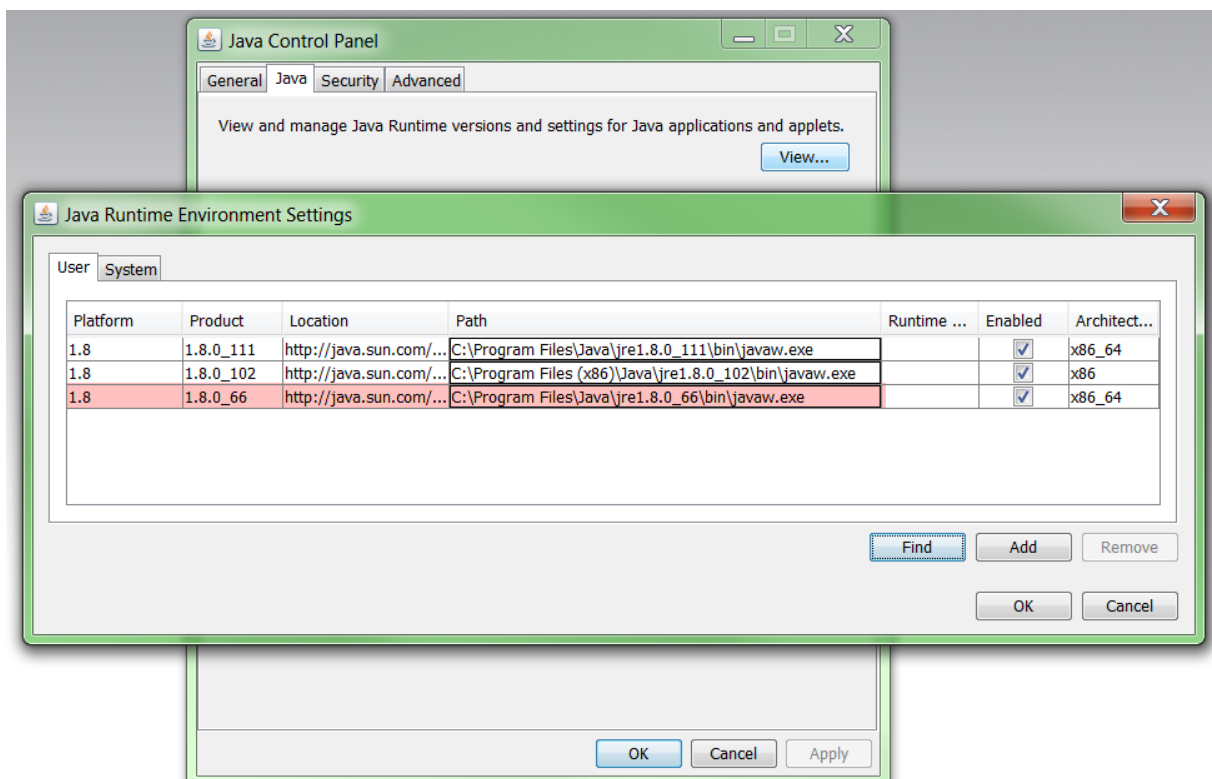 Java Control Panel
General Java Security Advanced
View and manage Java Runtime versions and settings for Java applications and applets.
View...
Java Runtime Environment Settings
User System
Platform Product Location Path Runtime ... Enabled Architect...
1.8 1.8.0_111 http://java.sun.com/... C:\Program Files\Java\jre1.8.0_111\bin\javaw.exe x86_64
1.8 1.8.0_102 http://java.sun.com/... C:\Program Files (x86)\Java\jre1.8.0_102\bin\javaw.exe x86
1.8 1.8.0_66 http://java.sun.com/... C:\Program Files\Java\jre1.8.0_66\bin\javaw.exe x86_64
Find Add Remove
OK Cancel
OK Cancel Apply